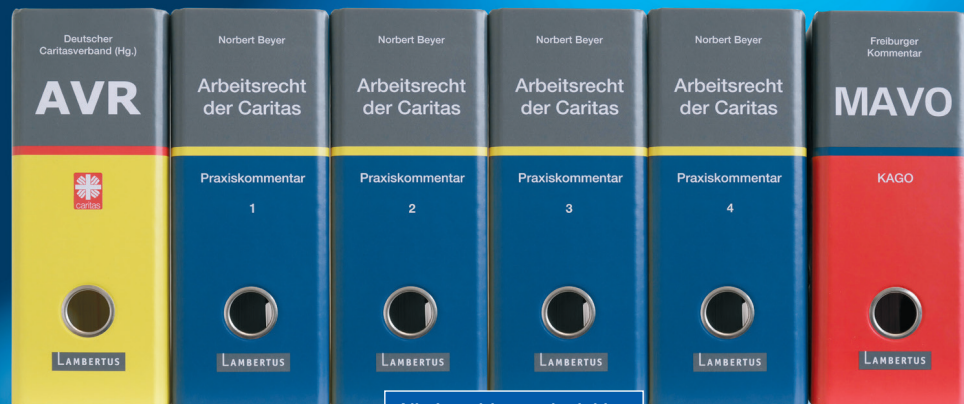 Deutscher
Caritasverband (Hg.)
AVR
caritas
LAMBERTUS
Norbert Beyer
Arbeitsrecht
der Caritas
Praxiskommentar
1
LAMBERTUS
Norbert Beyer
Arbeitsrecht
der Caritas
Praxiskommentar
2
LAMBERTUS
Norbert Beyer
Arbeitsrecht
der Caritas
Praxiskommentar
3
LAMBERTUS
Norbert Beyer
Arbeitsrecht
der Caritas
Praxiskommentar
4
LAMBERTUS
Freiburger
Kommentar
MAVO
KAGO
LAMBERTUS